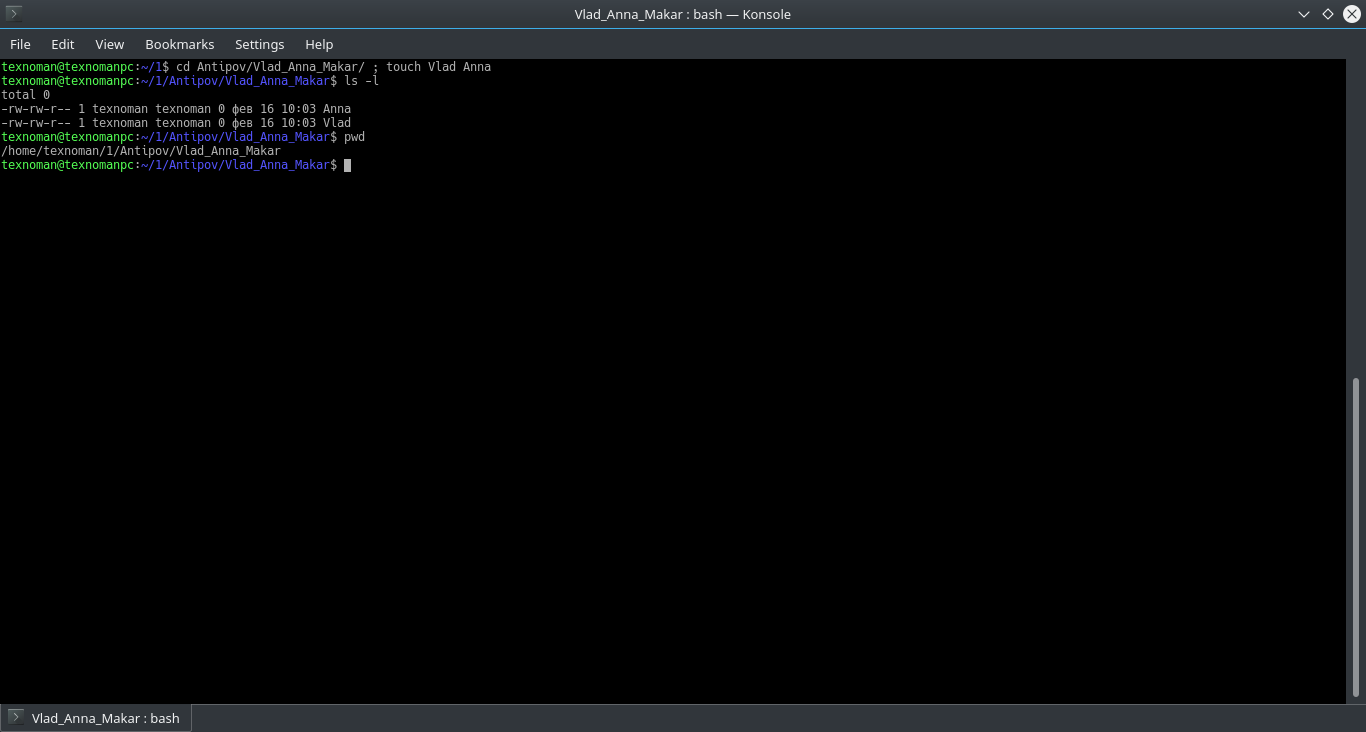 Vlad_Anna_Makar : bash — Konsole
File Edit View Bookmarks Settings Help
texnoman@texnomanpc:~/1$ cd Antipov/Vlad_Anna_Makar/ ; touch Vlad Anna
texnoman@texnomanpc:~/1/Antipov/Vlad_Anna_Makar$ ls -l
total 0
-rw-rw-r-- 1 texnoman texnoman 0 фев 16 10:03 Anna
-rw-rw-r-- 1 texnoman texnoman 0 фев 16 10:03 Vlad
texnoman@texnomanpc:~/1/Antipov/Vlad_Anna_Makar$ pwd
/home/texnoman/1/Antipov/Vlad_Anna_Makar
texnoman@texnomanpc:~/1/Antipov/Vlad_Anna_Makar$
Vlad_Anna_Makar : bash